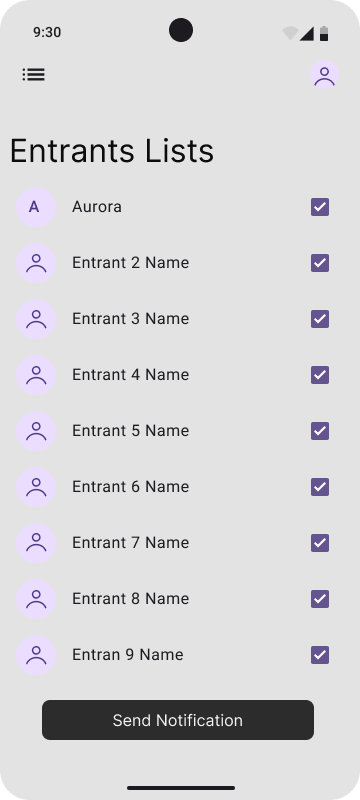 9:30
Entrants Lists
A Aurora
Entrant 2 Name
Entrant 3 Name
Entrant 4 Name
Entrant 5 Name
Entrant 6 Name
Entrant 7 Name
Entrant 8 Name
Entran 9 Name
Send Notification